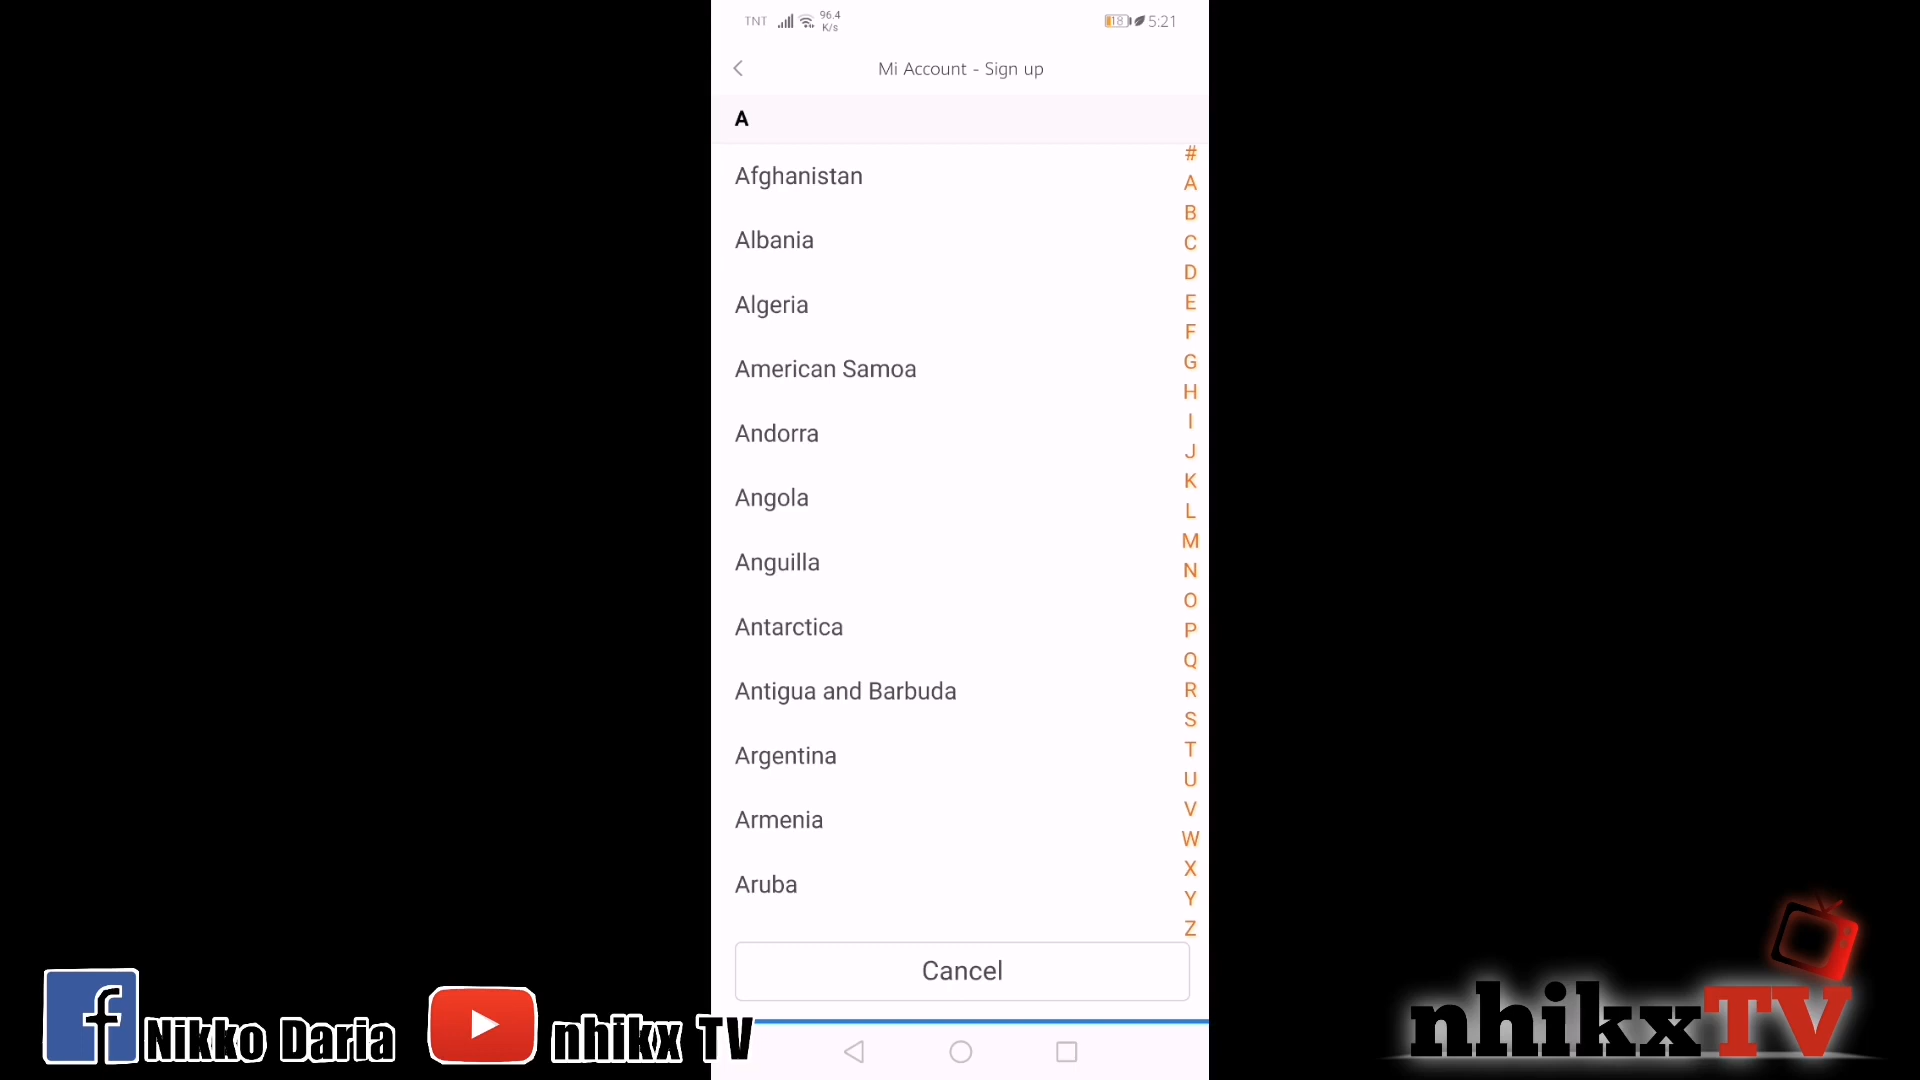 TNT 96.4 K/s 18 5:21
Mi Account - Sign up
A
Afghanistan
Albania
Algeria
American Samoa
Andorra
Angola
Anguilla
Antarctica
Antigua and Barbuda
Argentina
Armenia
Aruba
#
A
B
C
D
E
F
G
H
I
J
K
L
M
N
O
P
Q
R
S
T
U
V
W
X
Y
Z
Cancel
f Nikko Daria nhikx TV
nhikxTV